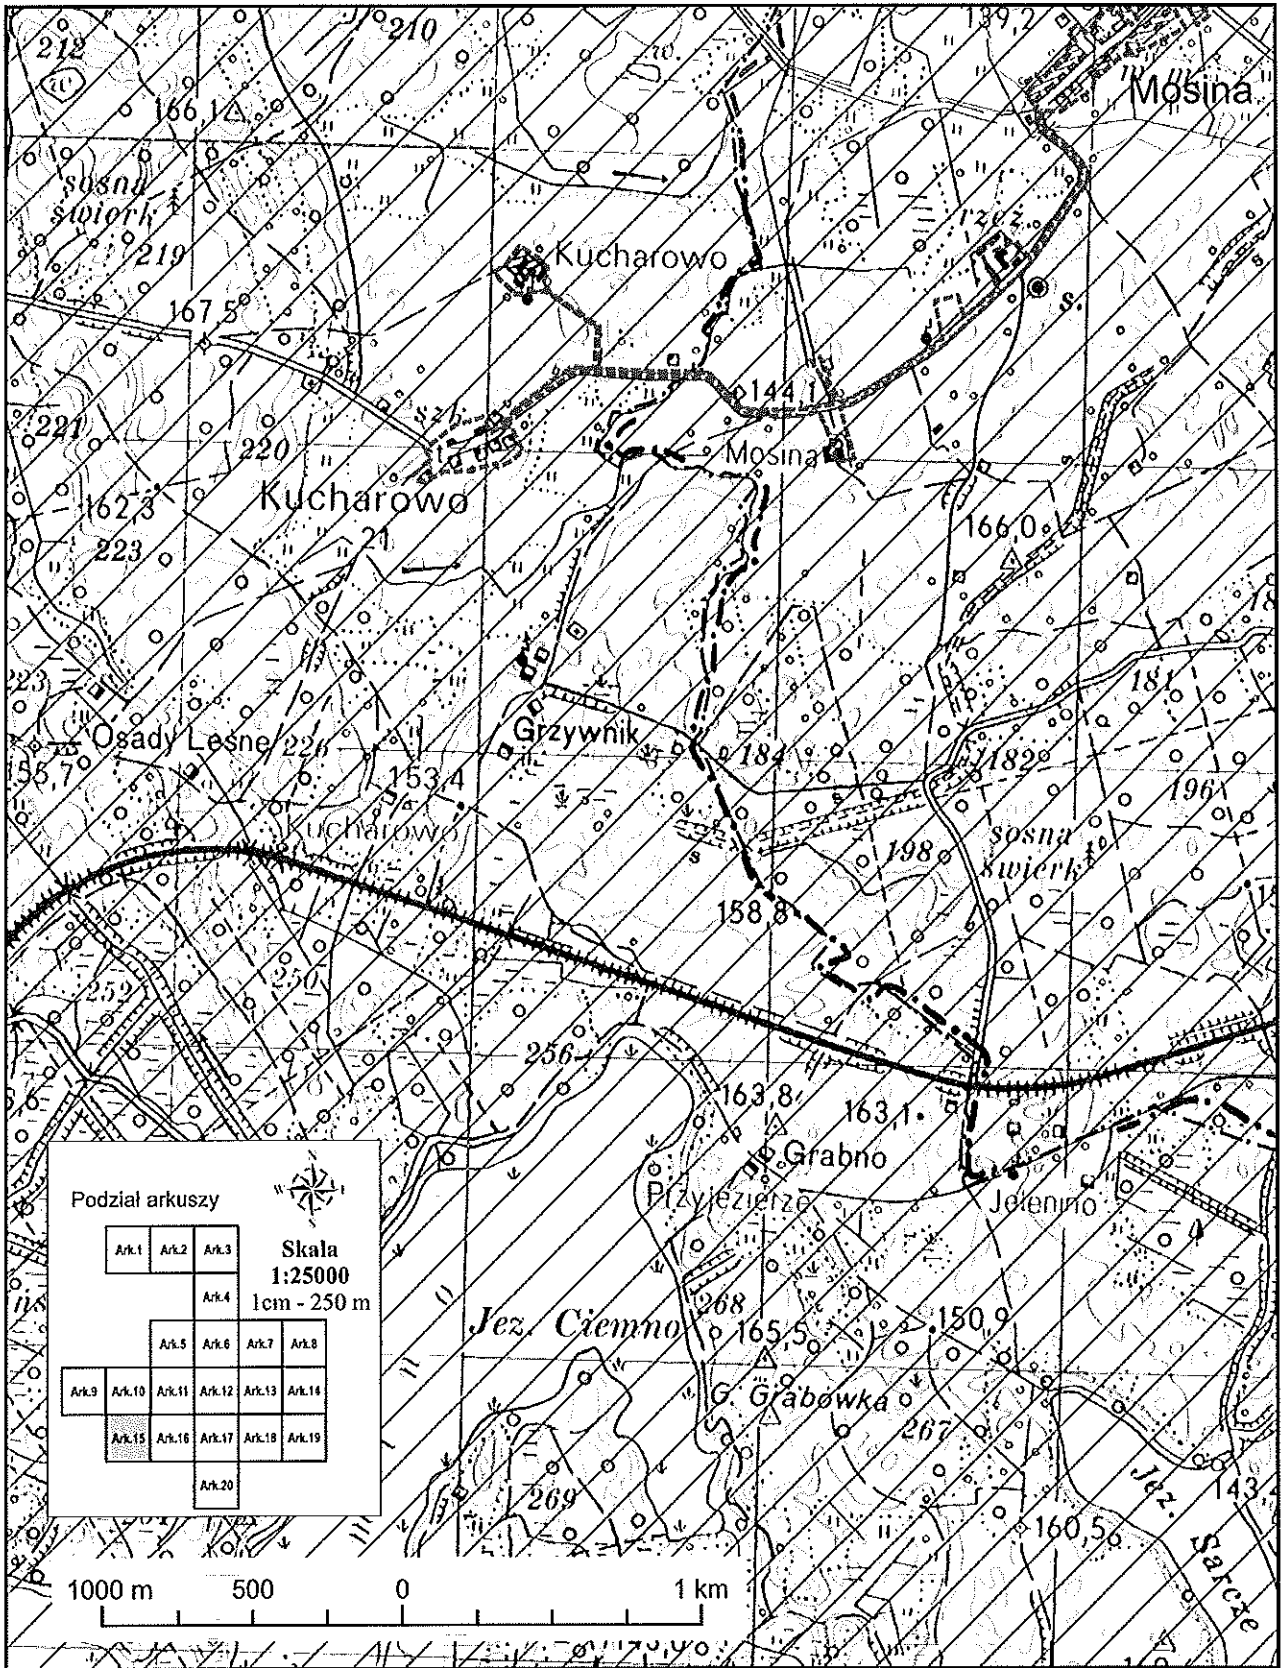 212
210
139,2
w.
w
Mosina
166,1
sosna
świerk
rzeź.
219
Kucharowo
s.
167,5
144,1
szk.
221
220
Mosina
Kucharowo
162,3
166,0
223
21
181
223
Osady Leśne
226
Grzywnik
184
182
155,7
153,4
196
Kucharowo
sosna
świerk
198
s
158,8
250
252
256
163,8
163,1
Grabno
Przyjezierze
Jelenino
Podział arkuszy
Ark.1 Ark.2 Ark.3
Skala
1:25000
1cm - 250 m
Ark.4
Ark.5 Ark.6 Ark.7 Ark.8
Ark.9 Ark.10 Ark.11 Ark.12 Ark.13 Ark.14
Ark.15 Ark.16 Ark.17 Ark.18 Ark.19
Ark.20
268
Jez. Ciemno
165,5
150,9
G. Grabówka
267
269
143,
160,5
Jez. Sarcze
1000 m 500 0 1 km